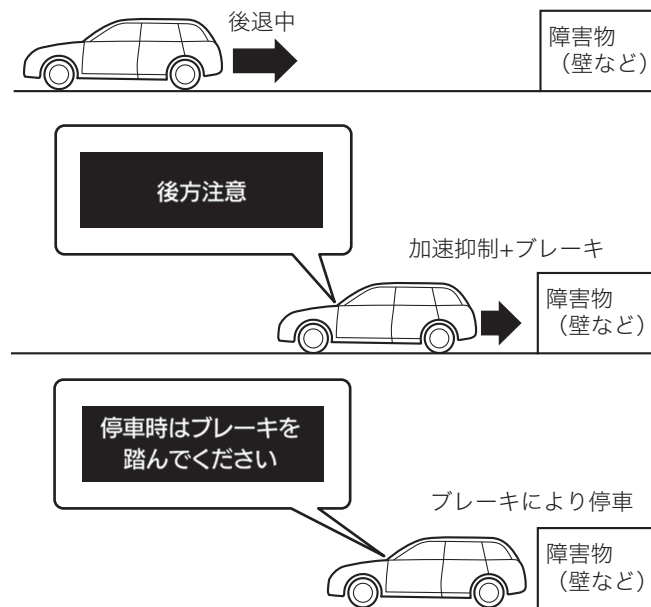 後退中
障害物
（壁など）
後方注意
加速抑制+ブレーキ
障害物
（壁など）
停車時はブレーキを
踏んでください
ブレーキにより停車
障害物
（壁など）